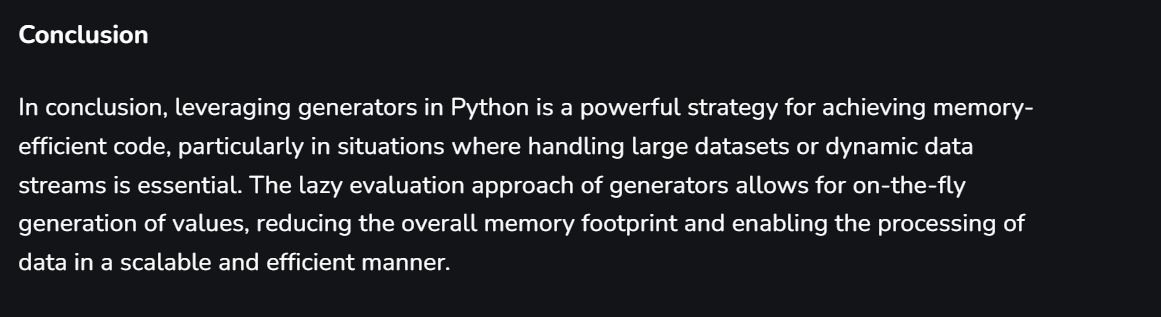 Conclusion
In conclusion, leveraging generators in Python is a powerful strategy for achieving memory-
efficient code, particularly in situations where handling large datasets or dynamic data
streams is essential. The lazy evaluation approach of generators allows for on-the-fly
generation of values, reducing the overall memory footprint and enabling the processing of
data in a scalable and efficient manner.